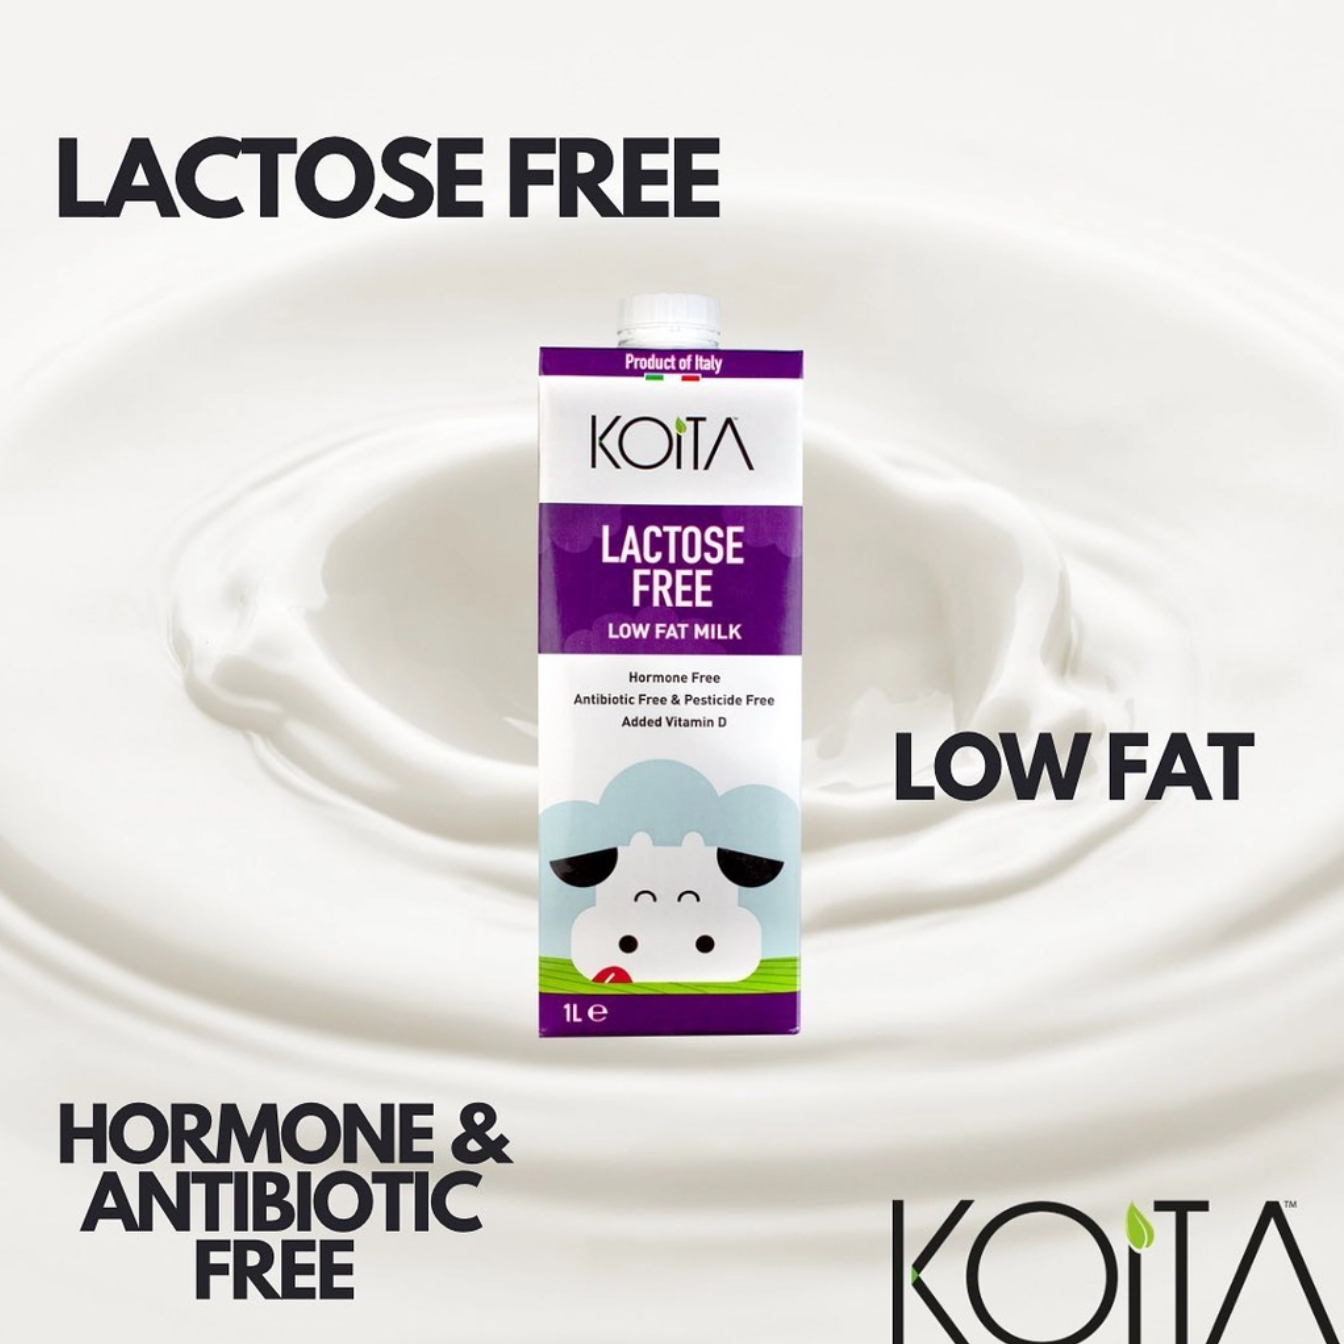 LACTOSE FREE
Product of Italy
KOiTA
LACTOSE
FREE
LOW FAT MILK
Hormone Free
Antibiotic Free & Pesticide Free
Added Vitamin D
LOW FAT
1L ℮
HORMONE &
ANTIBIOTIC
FREE
KOiTA™